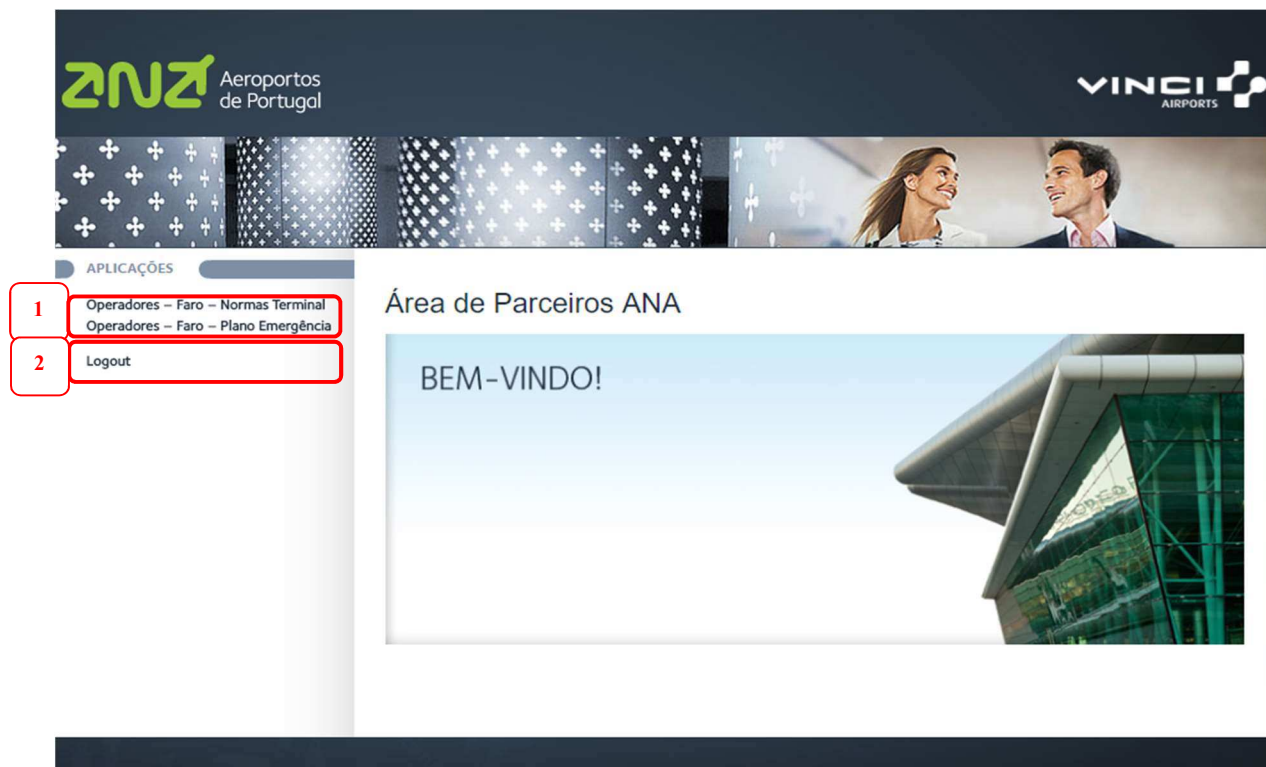 ana Aeroportos
de Portugal
VINCI
AIRPORTS
APLICAÇÕES
1
Operadores – Faro – Normas Terminal
Operadores – Faro – Plano Emergência
2
Logout
Área de Parceiros ANA
BEM-VINDO!